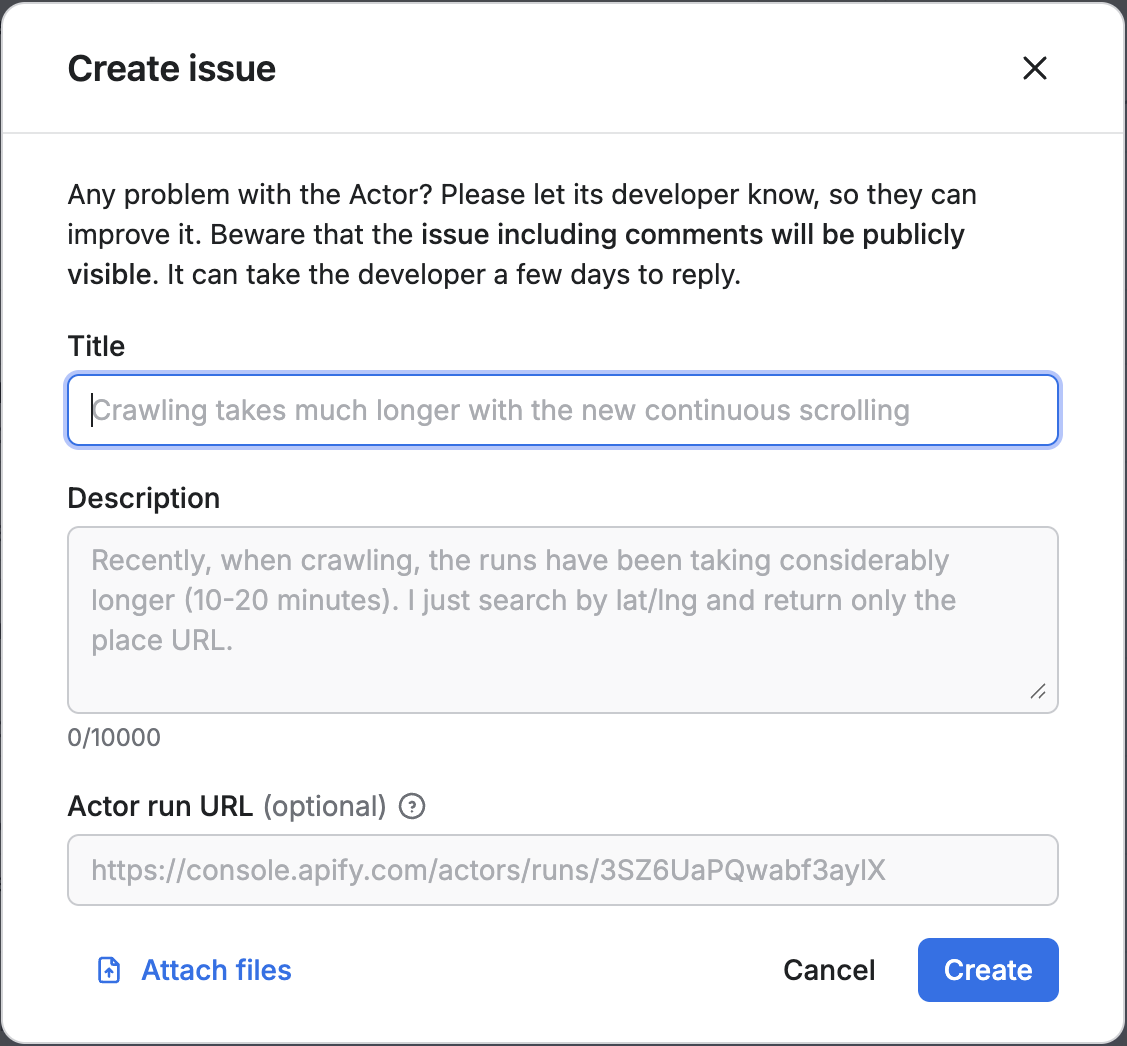 Create issue
Any problem with the Actor? Please let its developer know, so they can
improve it. Beware that the issue including comments will be publicly
visible. It can take the developer a few days to reply.
Title
Crawling takes much longer with the new continuous scrolling
Description
Recently, when crawling, the runs have been taking considerably
longer (10-20 minutes). I just search by lat/lng and return only the
place URL.
0/10000
Actor run URL (optional) ?
https://console.apify.com/actors/runs/3SZ6UaPQwabf3aylX
Attach files
Cancel
Create